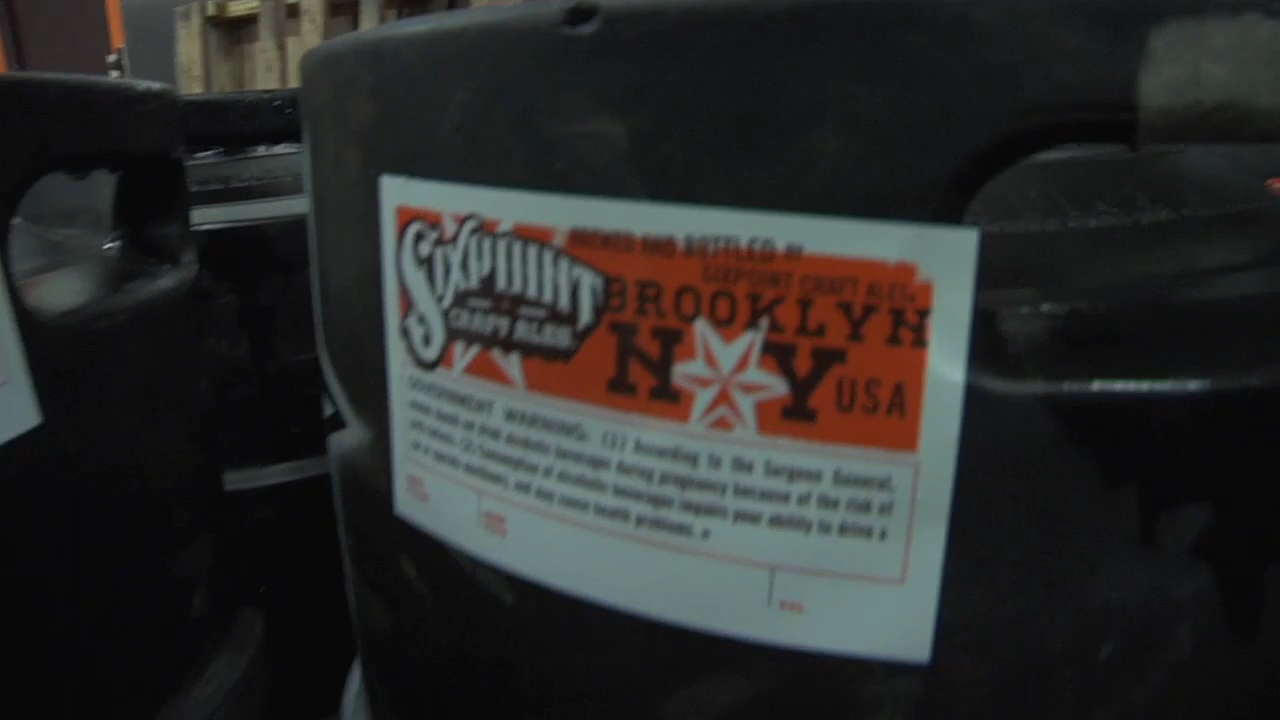 SIXPOINT
CRAFT ALES
BREWED AND BOTTLED BY
SIXPOINT CRAFT ALES,
BROOKLYN
N Y USA
GOVERNMENT WARNING: (1) According to the Surgeon General,
women should not drink alcoholic beverages during pregnancy because of the risk of
birth defects. (2) Consumption of alcoholic beverages impairs your ability to drive a
car or operate machinery, and may cause health problems.